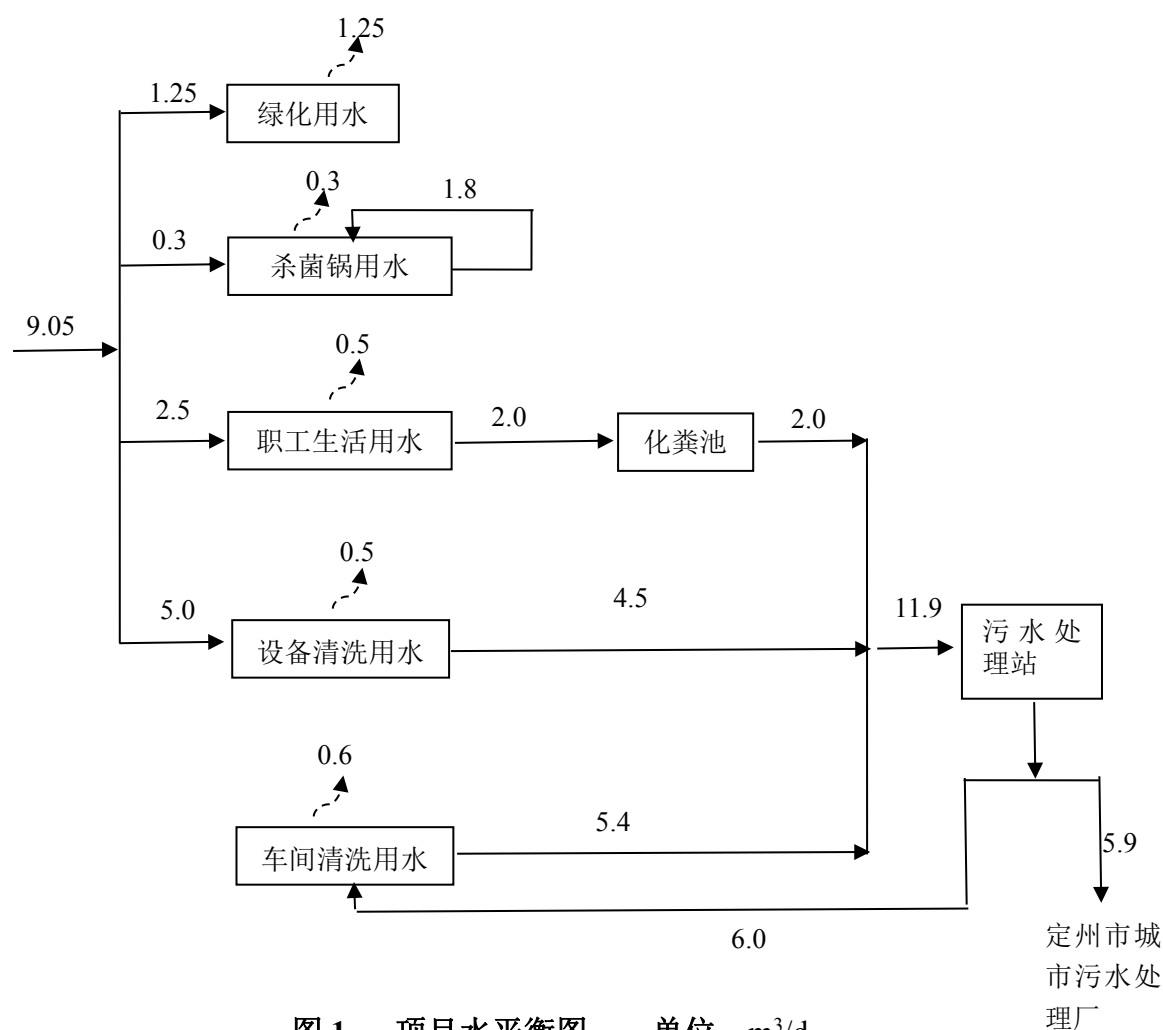 1.25
1.25
绿化用水
0.3
1.8
0.3
杀菌锅用水
9.05
0.5
2.5
职工生活用水
2.0
化粪池
2.0
0.5
5.0
设备清洗用水
4.5
11.9
污水处
理站
0.6
车间清洗用水
5.4
5.9
6.0
定州市城
市污水处
理厂
图1 项目水平衡图 单位 m³/d